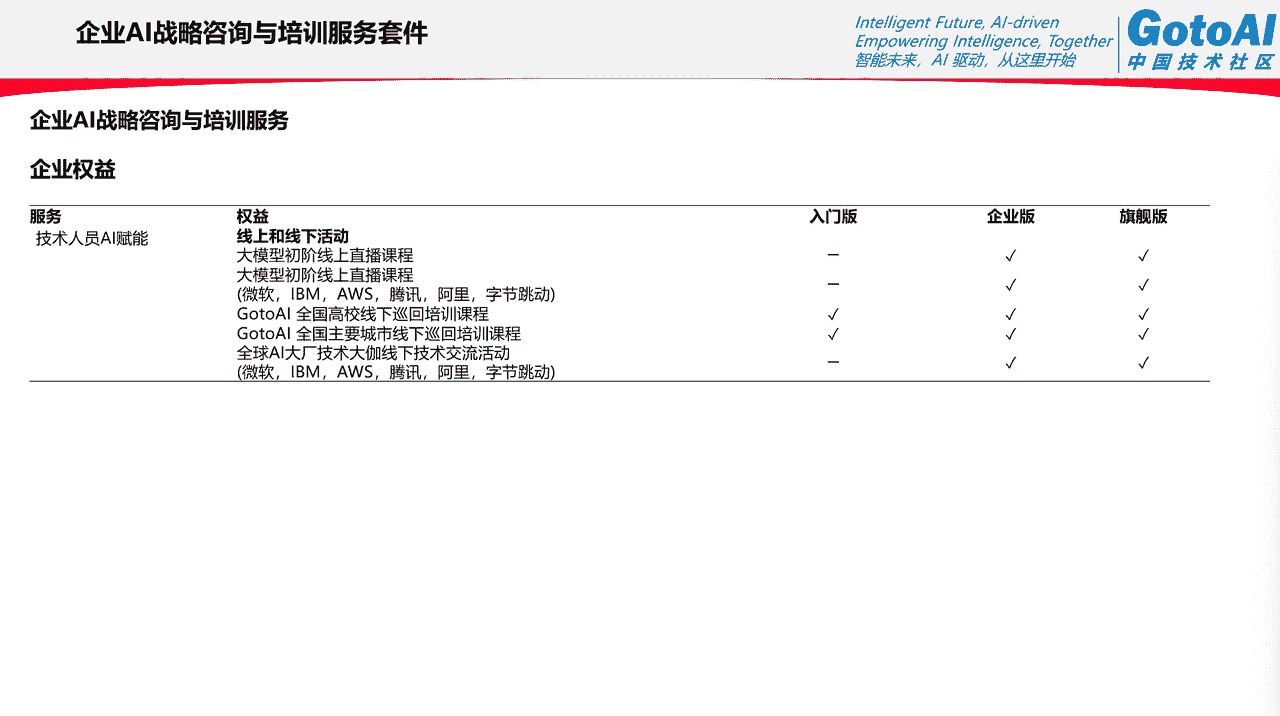 企业AI战略咨询与培训服务套件
Intelligent Future, AI-driven
Empowering Intelligence, Together
智能未来，AI 驱动，从这里开始
GotoAI
中国技术社区
企业AI战略咨询与培训服务
企业权益
服务 权益 入门版 企业版 旗舰版
技术人员AI赋能 线上和线下活动
大模型初阶线上直播课程 — ✓ ✓
大模型初阶线上直播课程
(微软，IBM，AWS，腾讯，阿里，字节跳动) — ✓ ✓
GotoAI 全国高校线下巡回培训课程 ✓ ✓ ✓
GotoAI 全国主要城市线下巡回培训课程 ✓ ✓ ✓
全球AI大厂技术大伽线下技术交流活动
(微软，IBM，AWS，腾讯，阿里，字节跳动) — ✓ ✓